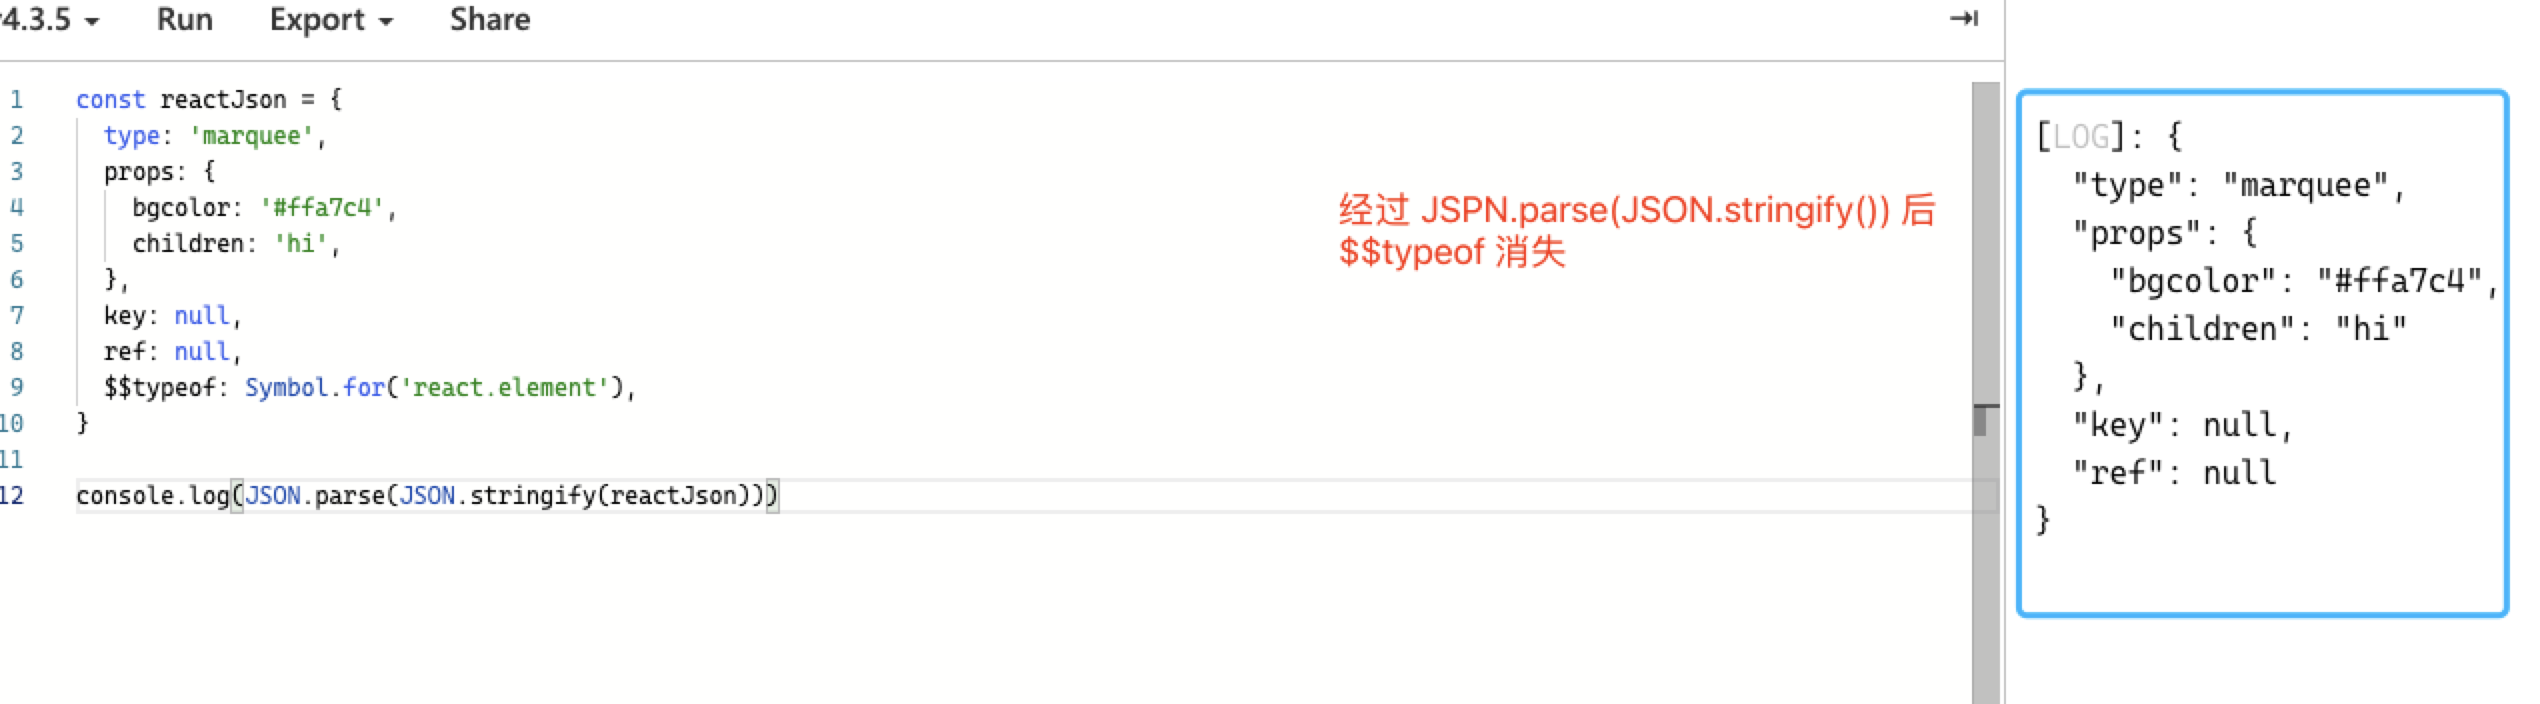 4.3.5 Run Export Share
1 const reactJson = {
2 type: 'marquee',
3 props: {
4 bgcolor: '#ffa7c4',
5 children: 'hi',
6 },
7 key: null,
8 ref: null,
9 $$typeof: Symbol.for('react.element'),
10 }
11
12 console.log(JSON.parse(JSON.stringify(reactJson)))
经过 JSPN.parse(JSON.stringify()) 后
$$typeof 消失
[LOG]: {
"type": "marquee",
"props": {
"bgcolor": "#ffa7c4",
"children": "hi"
},
"key": null,
"ref": null
}